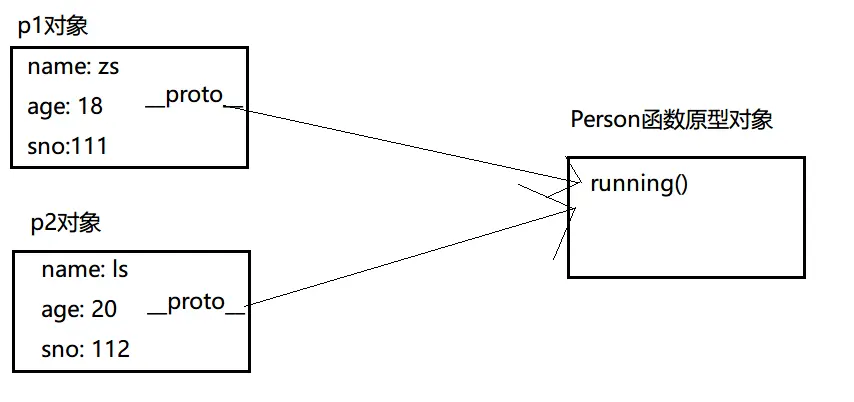 p1对象
name: zs
age: 18
__proto__
sno:111
Person函数原型对象
running()
p2对象
name: ls
age: 20
__proto__
sno: 112